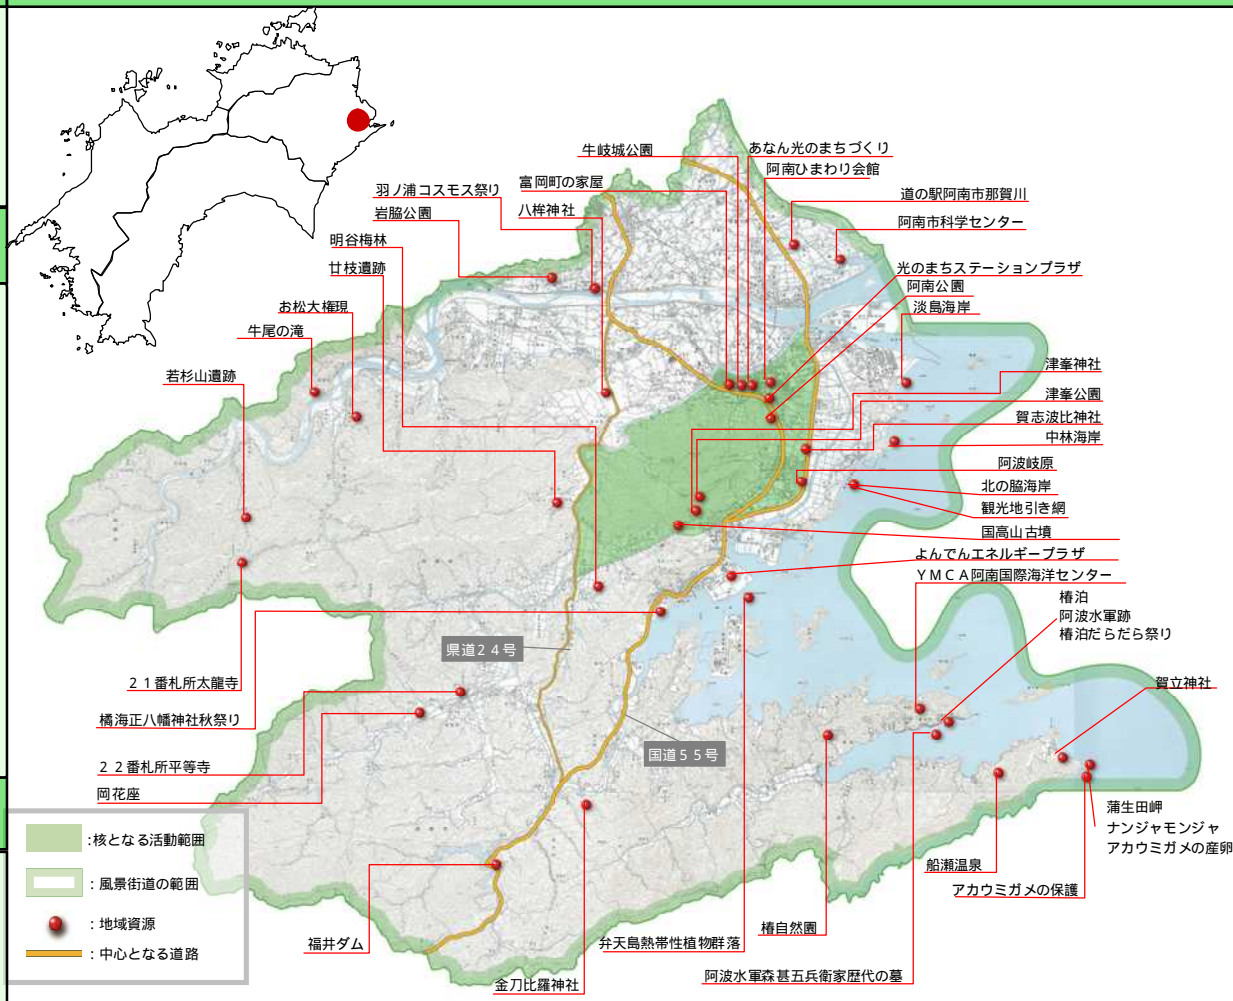 牛岐城公園
あなん光のまちづくり
富岡町の家屋
阿南ひまわり会館
羽ノ浦コスモス祭り
道の駅阿南市那賀川
岩脇公園
八桙神社
阿南市科学センター
明谷梅林
廿枝遺跡
光のまちステーションプラザ
阿南公園
お松大権現
淡島海岸
牛尾の滝
津峯神社
若杉山遺跡
津峯公園
賀志波比神社
中林海岸
阿波岐原
北の脇海岸
観光地引き網
国高山古墳
よんでんエネルギープラザ
ＹＭＣＡ阿南国際海洋センター
椿泊
阿波水軍跡
椿泊だらだら祭り
県道２４号
２１番札所太龍寺
賀立神社
橘海正八幡神社秋祭り
国道５５号
２２番札所平等寺
岡花座
蒲生田岬
ナンジャモンジャ
アカウミガメの産卵
船瀬温泉
アカウミガメの保護
椿自然園
福井ダム
弁天島熱帯性植物群落
阿波水軍森甚五兵衛家歴代の墓
金刀比羅神社
:核となる活動範囲
：風景街道の範囲
：地域資源
：中心となる道路